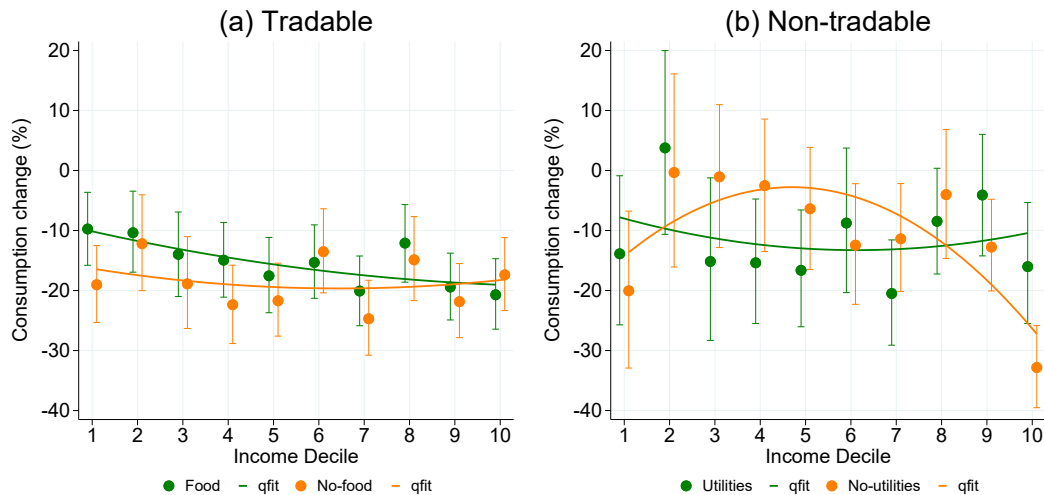 (a) Tradable
Consumption change (%)
20
10
0
-10
-20
-30
-40
1 2 3 4 5 6 7 8 9 10
Income Decile
Food qfit No-food qfit
(b) Non-tradable
Consumption change (%)
20
10
0
-10
-20
-30
-40
1 2 3 4 5 6 7 8 9 10
Income Decile
Utilities qfit No-utilities qfit